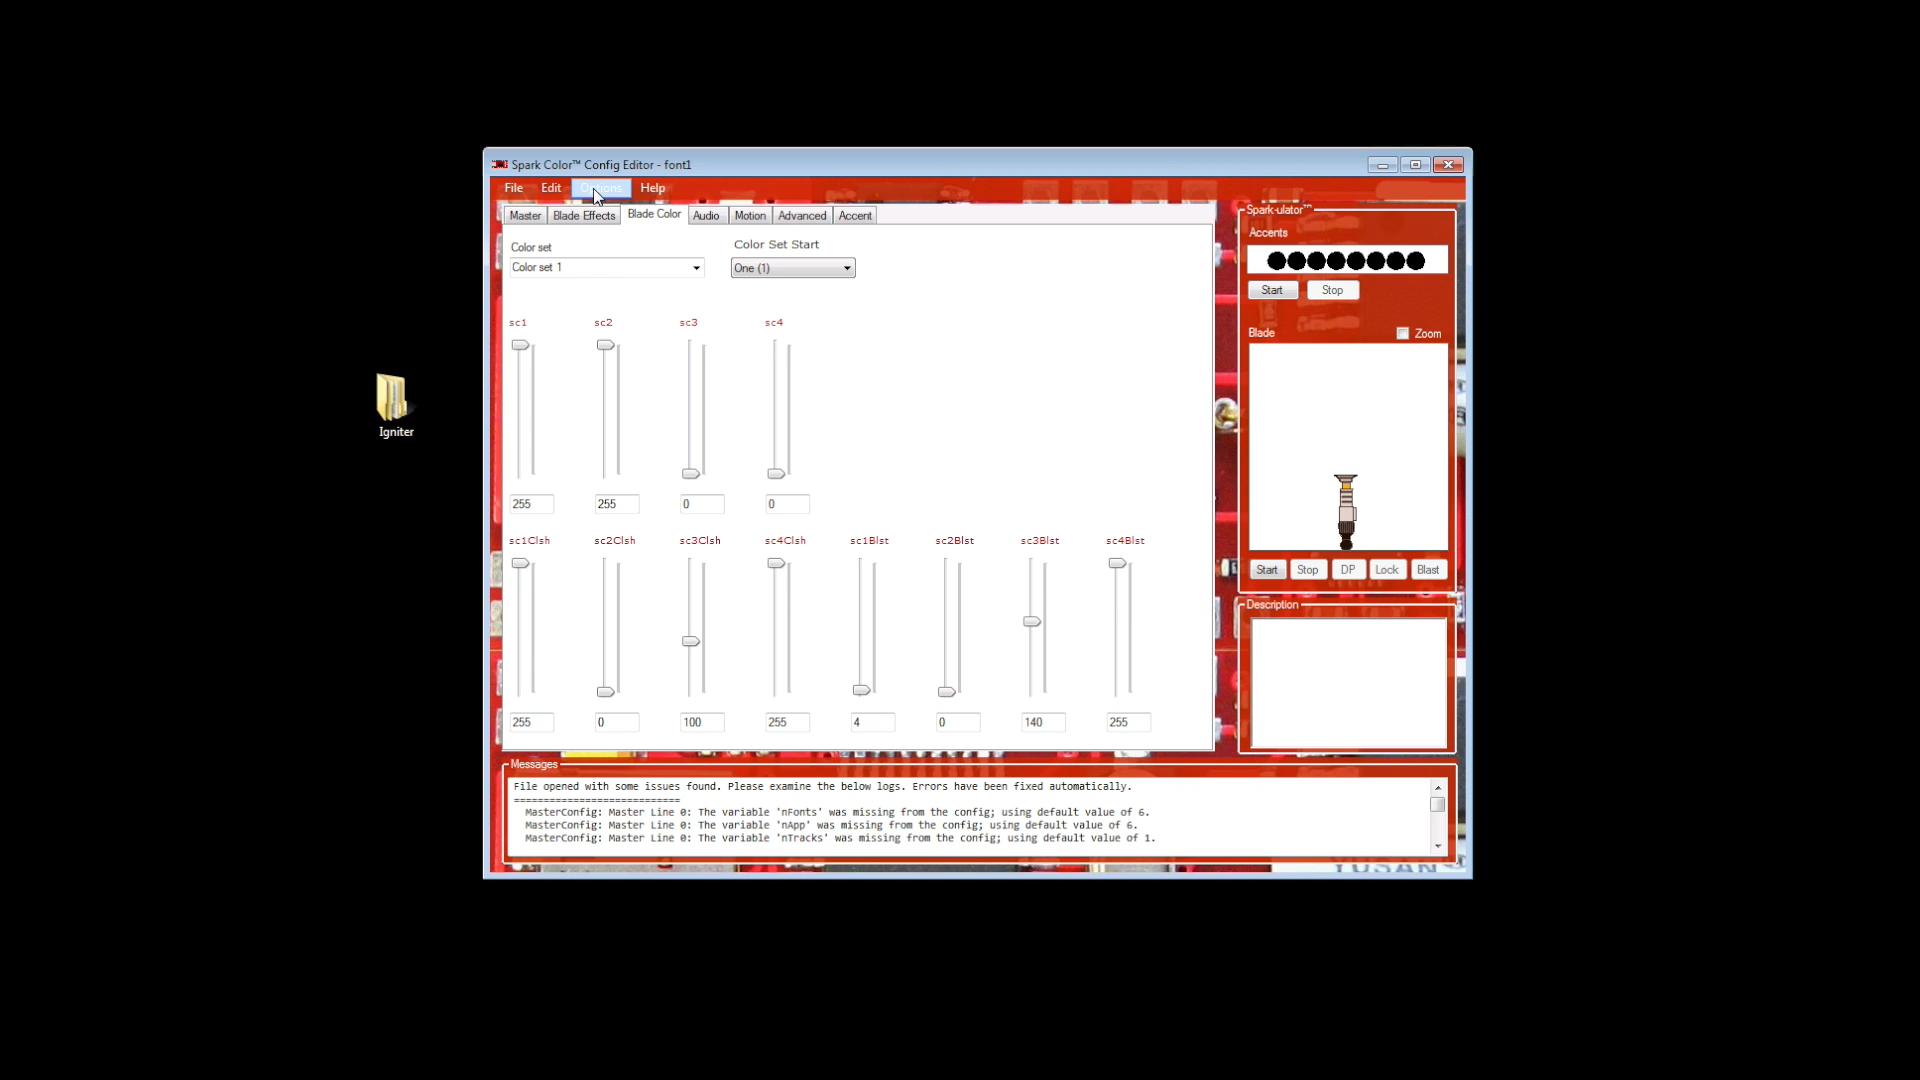 Spark Color™ Config Editor - font1
File Edit Options Help
Master Blade Effects Blade Color Audio Motion Advanced Accent
Color set
Color Set Start
Color set 1
One (1)
sc1 sc2 sc3 sc4
255 255 0 0
sc1Clsh sc2Clsh sc3Clsh sc4Clsh sc1Blst sc2Blst sc3Blst sc4Blst
255 0 100 255 4 0 140 255
Spark-ulator™
Accents
Start Stop
Blade Zoom
Start Stop DP Lock Blast
Description
Messages
File opened with some issues found. Please examine the below logs. Errors have been fixed automatically.
============================
MasterConfig: Master Line 0: The variable 'nFonts' was missing from the config; using default value of 6.
MasterConfig: Master Line 0: The variable 'nApp' was missing from the config; using default value of 6.
MasterConfig: Master Line 0: The variable 'nTracks' was missing from the config; using default value of 1.
Igniter